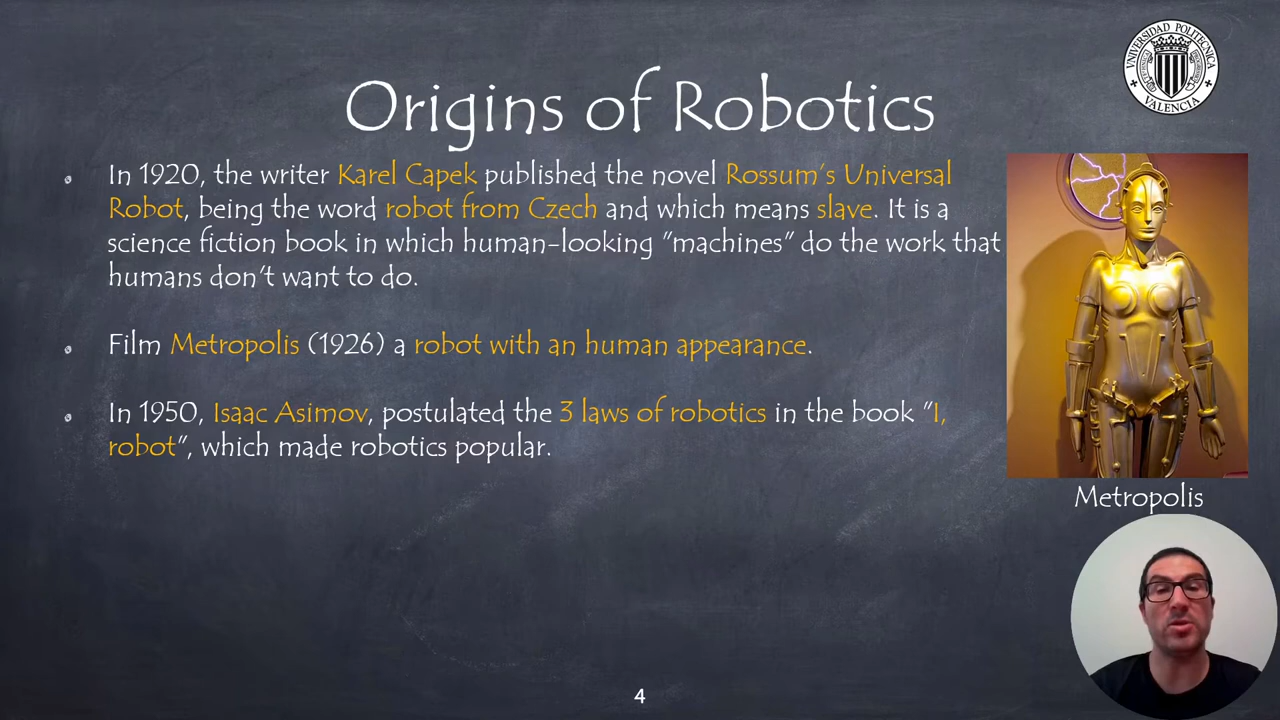 UNIVERSIDAD POLITECNICA
VALENCIA
Origins of Robotics
In 1920, the writer Karel Capek published the novel Rossum's Universal
Robot, being the word robot from Czech and which means slave. It is a
science fiction book in which human-looking "machines" do the work that
humans don't want to do.
Film Metropolis (1926) a robot with an human appearance.
In 1950, Isaac Asimov, postulated the 3 laws of robotics in the book "I,
robot", which made robotics popular.
Metropolis
4